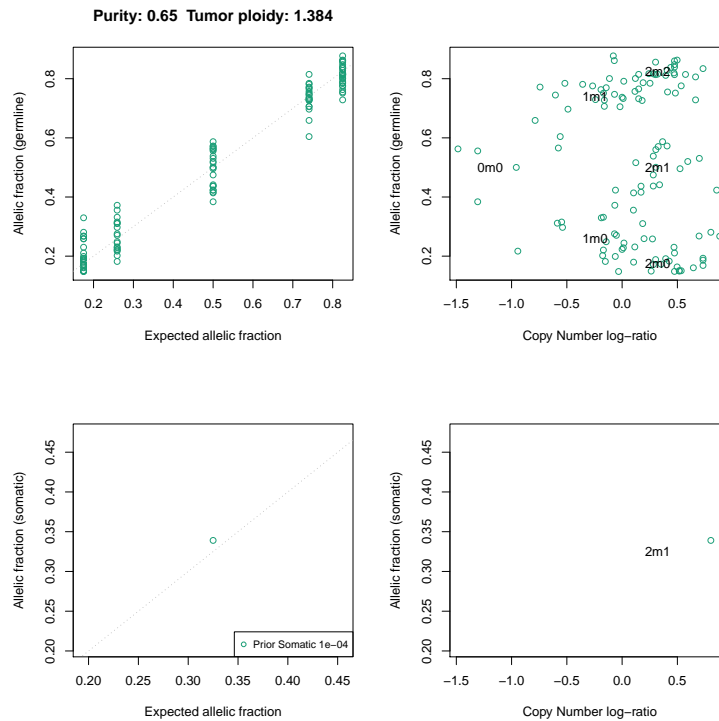 Purity: 0.65 Tumor ploidy: 1.384
Allelic fraction (germline)
0.2 0.4 0.6 0.8
0.2 0.3 0.4 0.5 0.6 0.7 0.8
Expected allelic fraction
Allelic fraction (germline)
0.2 0.4 0.6 0.8
2m2
1m1
0m0
2m1
1m0
2m0
−1.5 −1.0 −0.5 0.0 0.5
Copy Number log−ratio
Allelic fraction (somatic)
0.20 0.25 0.30 0.35 0.40 0.45
Prior Somatic 1e−04
0.20 0.25 0.30 0.35 0.40 0.45
Expected allelic fraction
Allelic fraction (somatic)
0.20 0.25 0.30 0.35 0.40 0.45
2m1
−1.5 −1.0 −0.5 0.0 0.5
Copy Number log−ratio